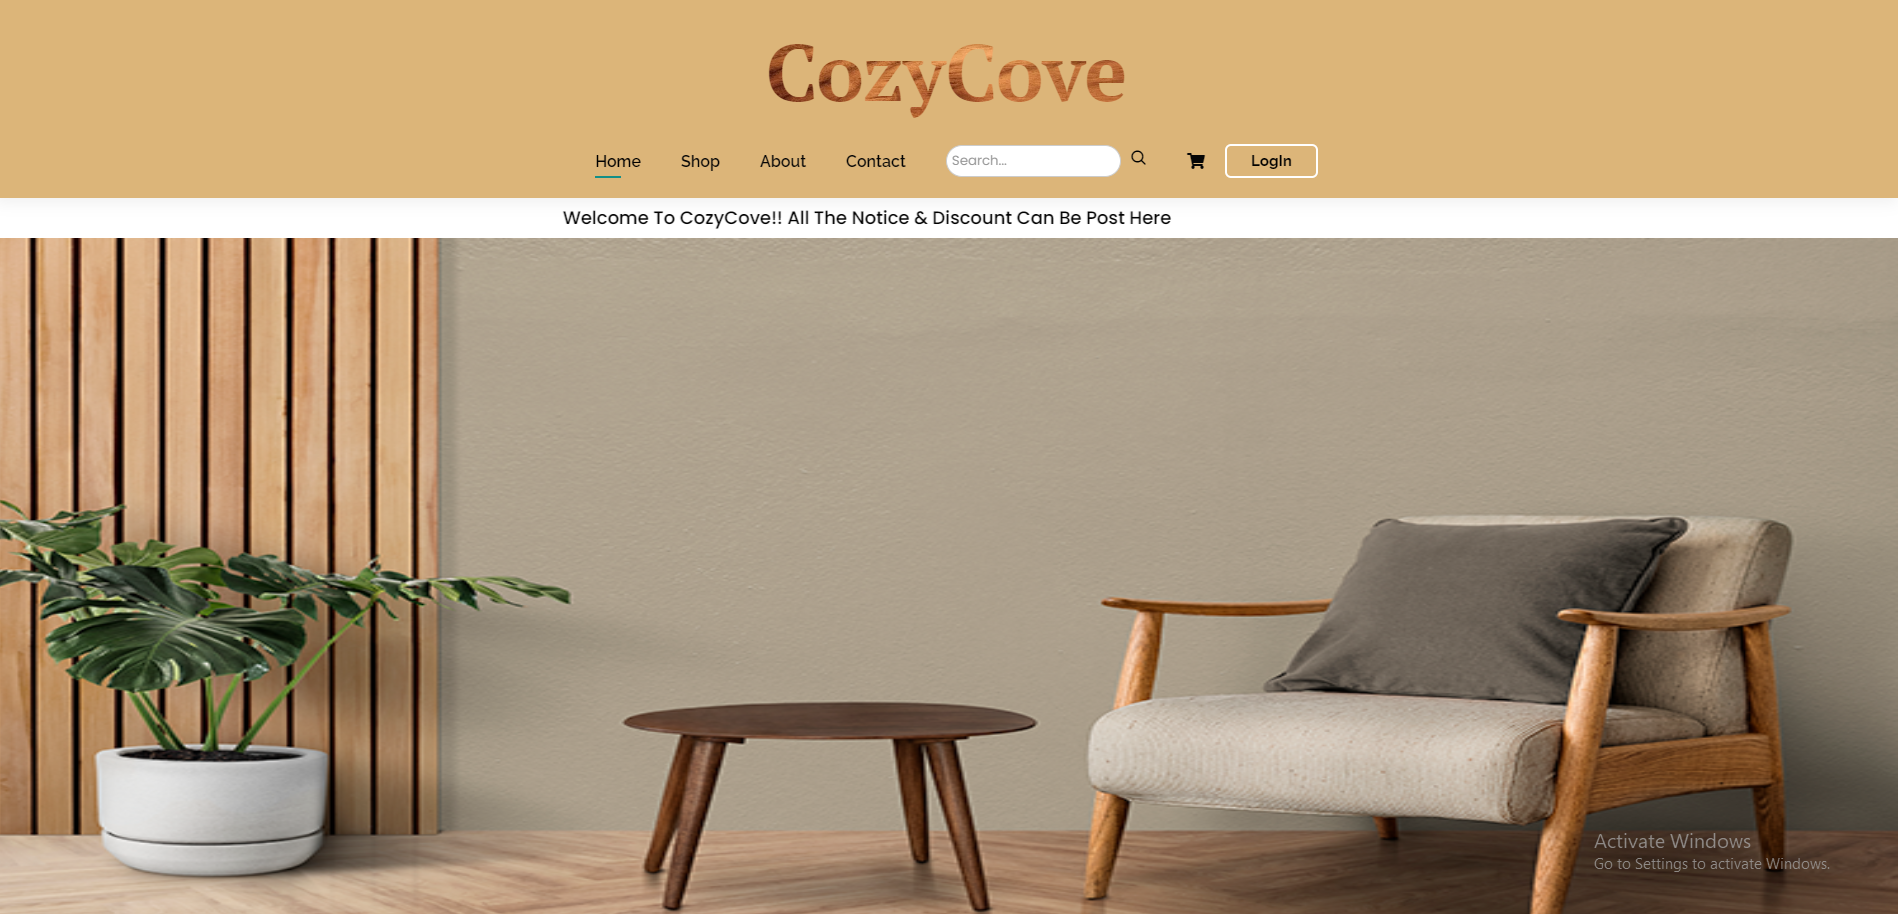 CozyCove
Home Shop About Contact Search... LogIn
Welcome To CozyCove!! All The Notice & Discount Can Be Post Here
Activate Windows
Go to Settings to activate Windows.